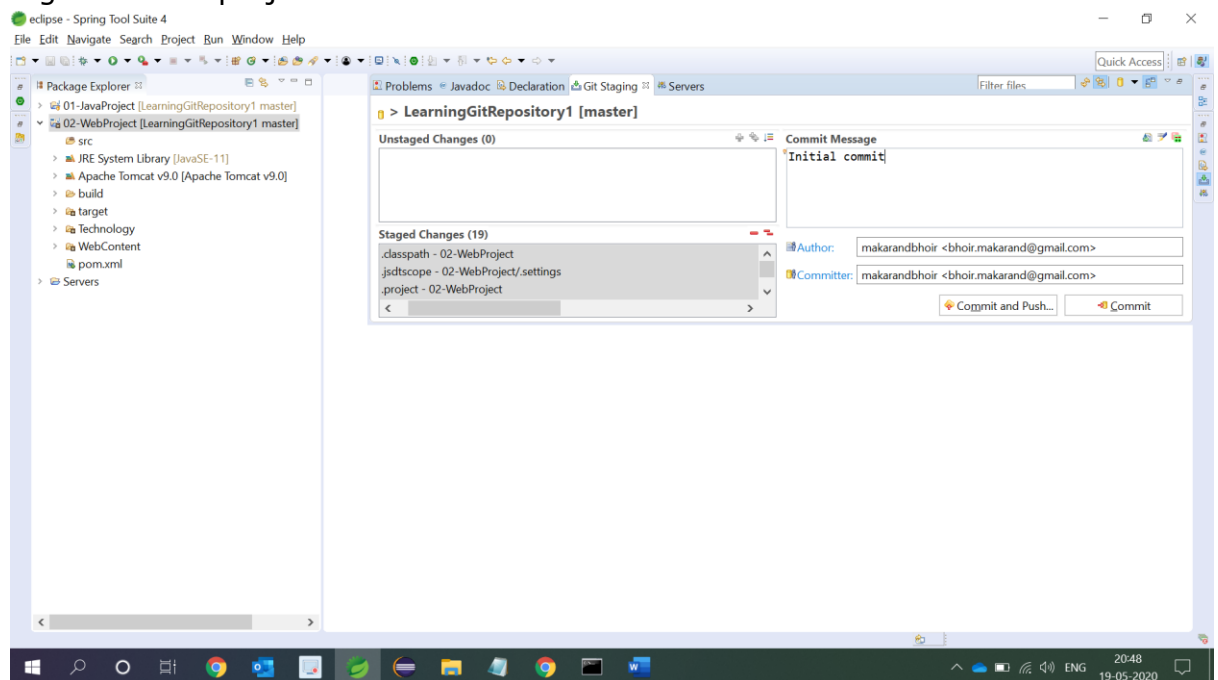 eclipse - Spring Tool Suite 4
File Edit Navigate Search Project Run Window Help
Quick Access
Package Explorer
01-JavaProject [LearningGitRepository1 master]
02-WebProject [LearningGitRepository1 master]
src
JRE System Library [JavaSE-11]
Apache Tomcat v9.0 [Apache Tomcat v9.0]
build
target
Technology
WebContent
pom.xml
Servers
Problems @ Javadoc Declaration Git Staging Servers
Filter files
> LearningGitRepository1 [master]
Unstaged Changes (0)
Staged Changes (19)
.classpath - 02-WebProject
.jsdtscope - 02-WebProject/.settings
.project - 02-WebProject
Commit Message
Initial commit
Author: makarandbhoir <bhoir.makarand@gmail.com>
Committer: makarandbhoir <bhoir.makarand@gmail.com>
Commit and Push... Commit
ENG
20:48
19-05-2020